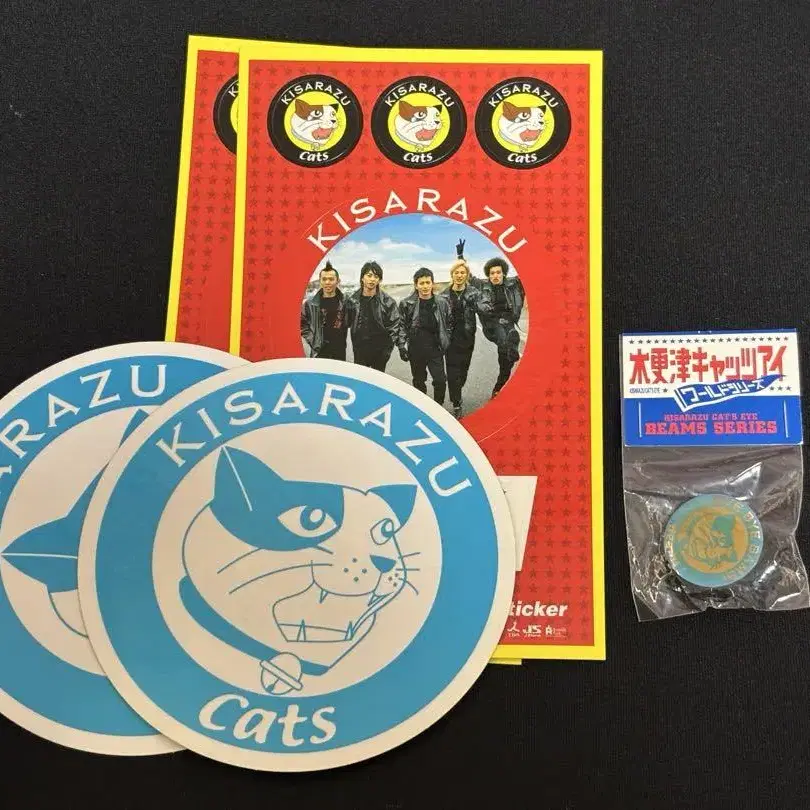 KISARAZU
Cats
KISARAZU
Cats
KISARAZU
Cats
KISARAZU
ticker
木更津キャッツアイ
ワールドシリーズ
KISARAZU CAT'S EYE
BEAMS SERIES
ARAZU
KISARAZU
Cats